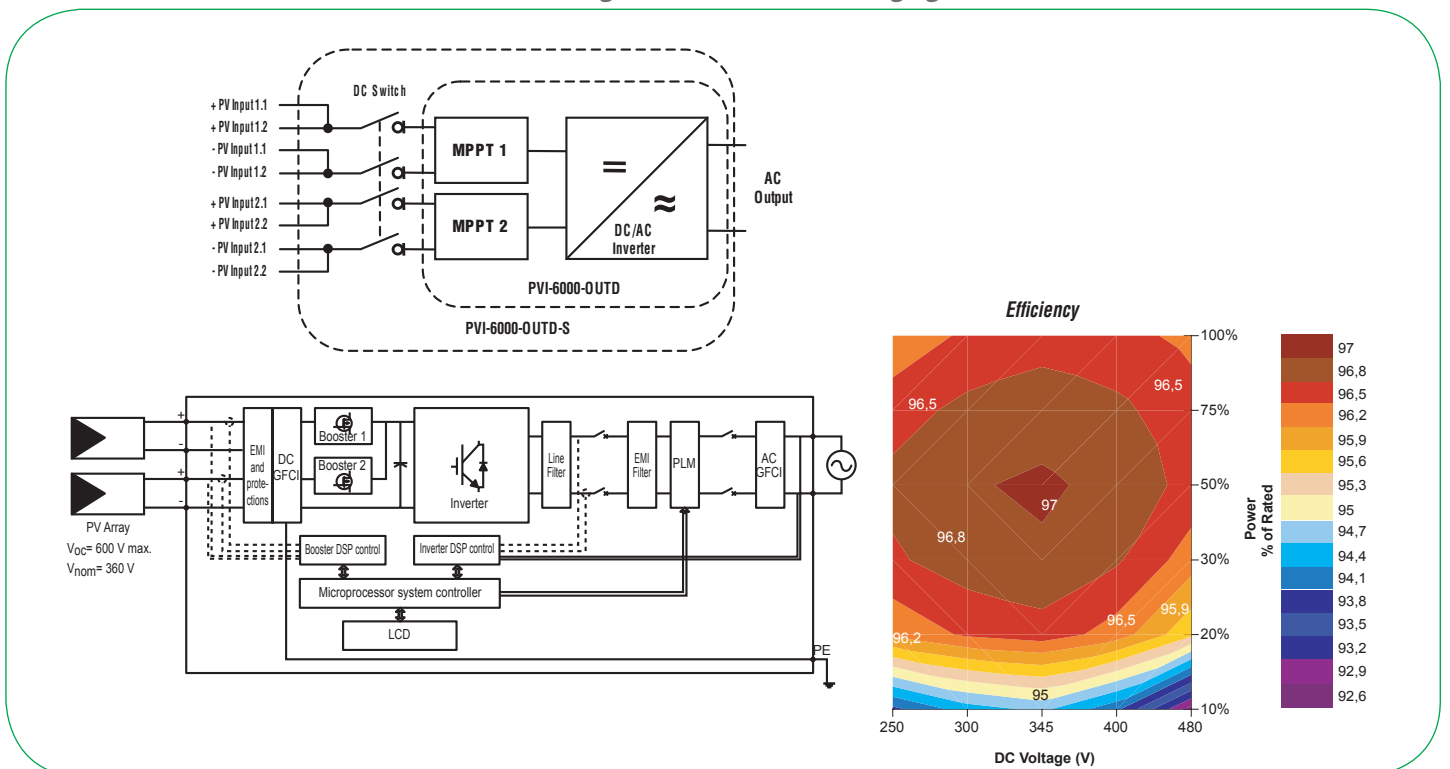 DC Switch
+ PV Input 1.1
+ PV Input 1.2
- PV Input 1.1
- PV Input 1.2
+ PV Input 2.1
+ PV Input 2.2
- PV Input 2.1
- PV Input 2.2
MPPT 1
MPPT 2
=
≈
DC/AC
Inverter
AC
Output
PVI-6000-OUTD
PVI-6000-OUTD-S
+
-
+
-
PV Array
Voc= 600 V max.
Vnom= 360 V
EMI
and
prote-
ctions
DC
GFCI
Booster 1
Booster 2
Inverter
Line
Filter
EMI
Filter
PLM
AC
GFCI
Booster DSP control
Inverter DSP control
Microprocessor system controller
LCD
PE
Efficiency
96,5
96,5
97
96,8
96,5
95,9
96,2
95
100%
75%
50%
30%
20%
10%
Power
% of Rated
250
300
345
400
480
DC Voltage (V)
97
96,8
96,5
96,2
95,9
95,6
95,3
95
94,7
94,4
94,1
93,8
93,5
93,2
92,9
92,6